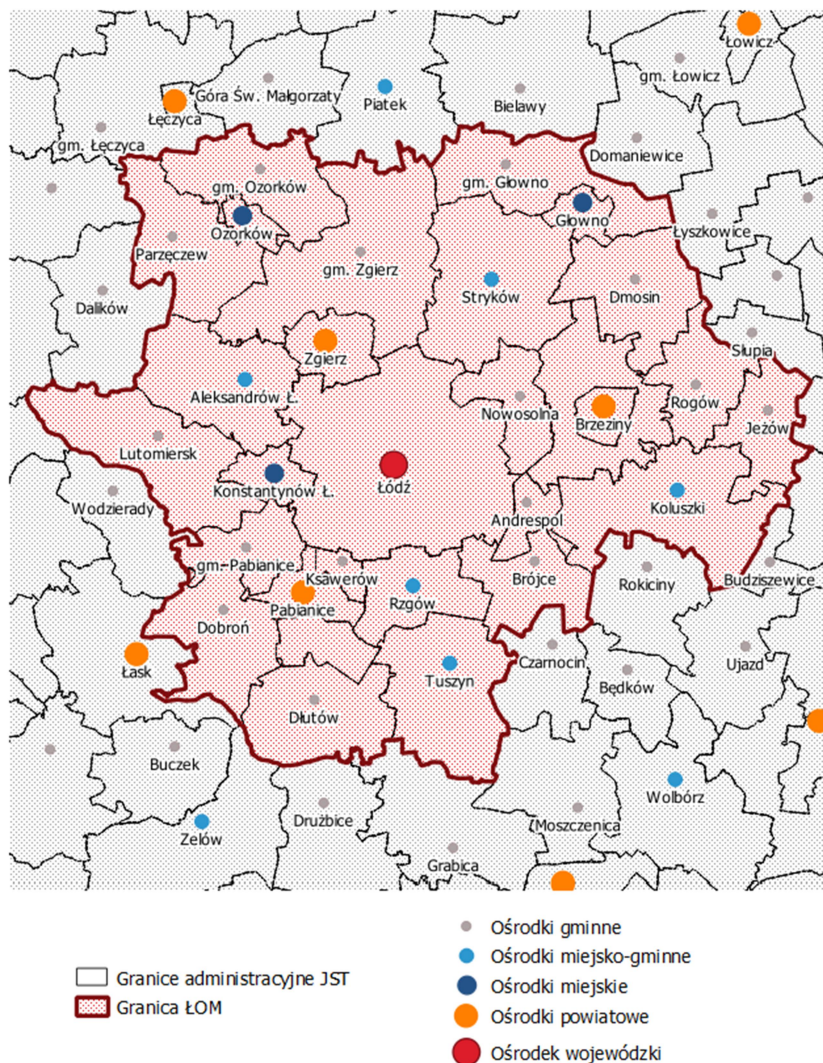 Łowicz
gm. Łowicz
Góra Św. Małgorzaty
Łęczyca
Piatek
Bielawy
gm. Łęczyca
Domaniewice
gm. Ozorków
gm. Głowno
Głowno
Ozorków
Łyszkowice
Parzęczew
gm. Zgierz
Stryków
Dmosin
Dalików
Słupia
Zgierz
Aleksandrów Ł.
Nowosolna
Rogów
Brzeziny
Jeżów
Lutomiersk
Łódź
Konstantynów Ł.
Koluszki
Wodzierady
Andrespol
gm. Pabianice
Ksawerów
Brójce
Rokiciny
Budziszewice
Pabianice
Rzgów
Dobroń
Łask
Czarnocin
Ujazd
Tuszyn
Będków
Dłutów
Buczek
Wolbórz
Drużbice
Moszczenica
Zelów
Grabica
Granice administracyjne JST
Granica ŁOM
Ośrodki gminne
Ośrodki miejsko-gminne
Ośrodki miejskie
Ośrodki powiatowe
Ośrodek wojewódzki